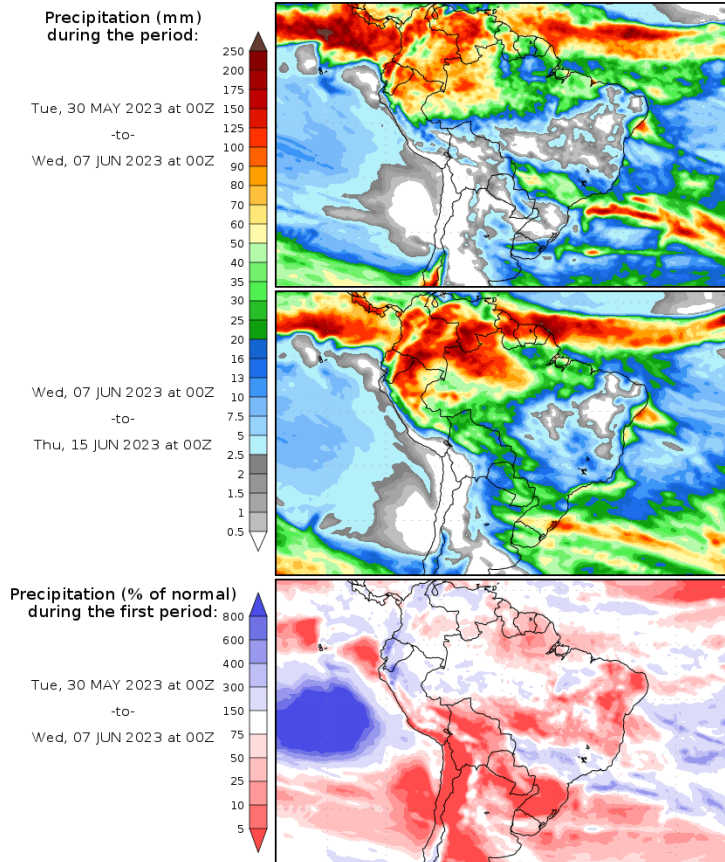 Precipitation (mm)
during the period:
Tue, 30 MAY 2023 at 00Z
-to-
Wed, 07 JUN 2023 at 00Z
250
200
175
150
125
100
90
80
70
60
50
40
35
30
25
20
16
13
10
7.5
5
2.5
2
1.5
1
0.5
Wed, 07 JUN 2023 at 00Z
-to-
Thu, 15 JUN 2023 at 00Z
Precipitation (% of normal)
during the first period:
Tue, 30 MAY 2023 at 00Z
-to-
Wed, 07 JUN 2023 at 00Z
800
600
400
300
150
75
50
25
10
5